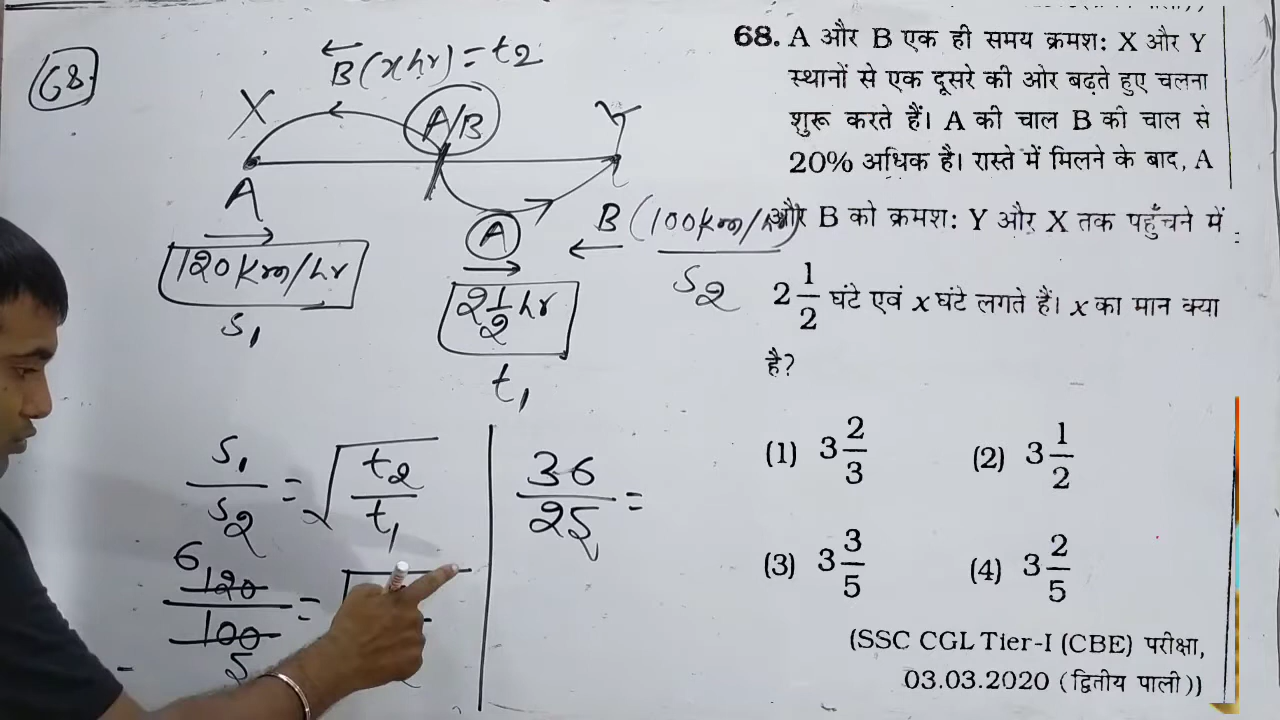 68.
B (x hr) = t2
X
A/B
Y
A
120 km/hr
S1
A
2 1/2 hr
t1
B (100 km/hr)
S2
S1/S2 = √(t2/t1)
6
120/100 =
5
36/25 =
68. A और B एक ही समय क्रमश: X और Y
स्थानों से एक दूसरे की ओर बढ़ते हुए चलना
शुरू करते हैं। A की चाल B की चाल से
20% अधिक है। रास्ते में मिलने के बाद, A
और B को क्रमश: Y और X तक पहुँचने में
2 1/2 घंटे एवं x घंटे लगते हैं। x का मान क्या
है?
(1) 3 2/3 (2) 3 1/2
(3) 3 3/5 (4) 3 2/5
(SSC CGL Tier-I (CBE) परीक्षा,
03.03.2020 (द्वितीय पाली))